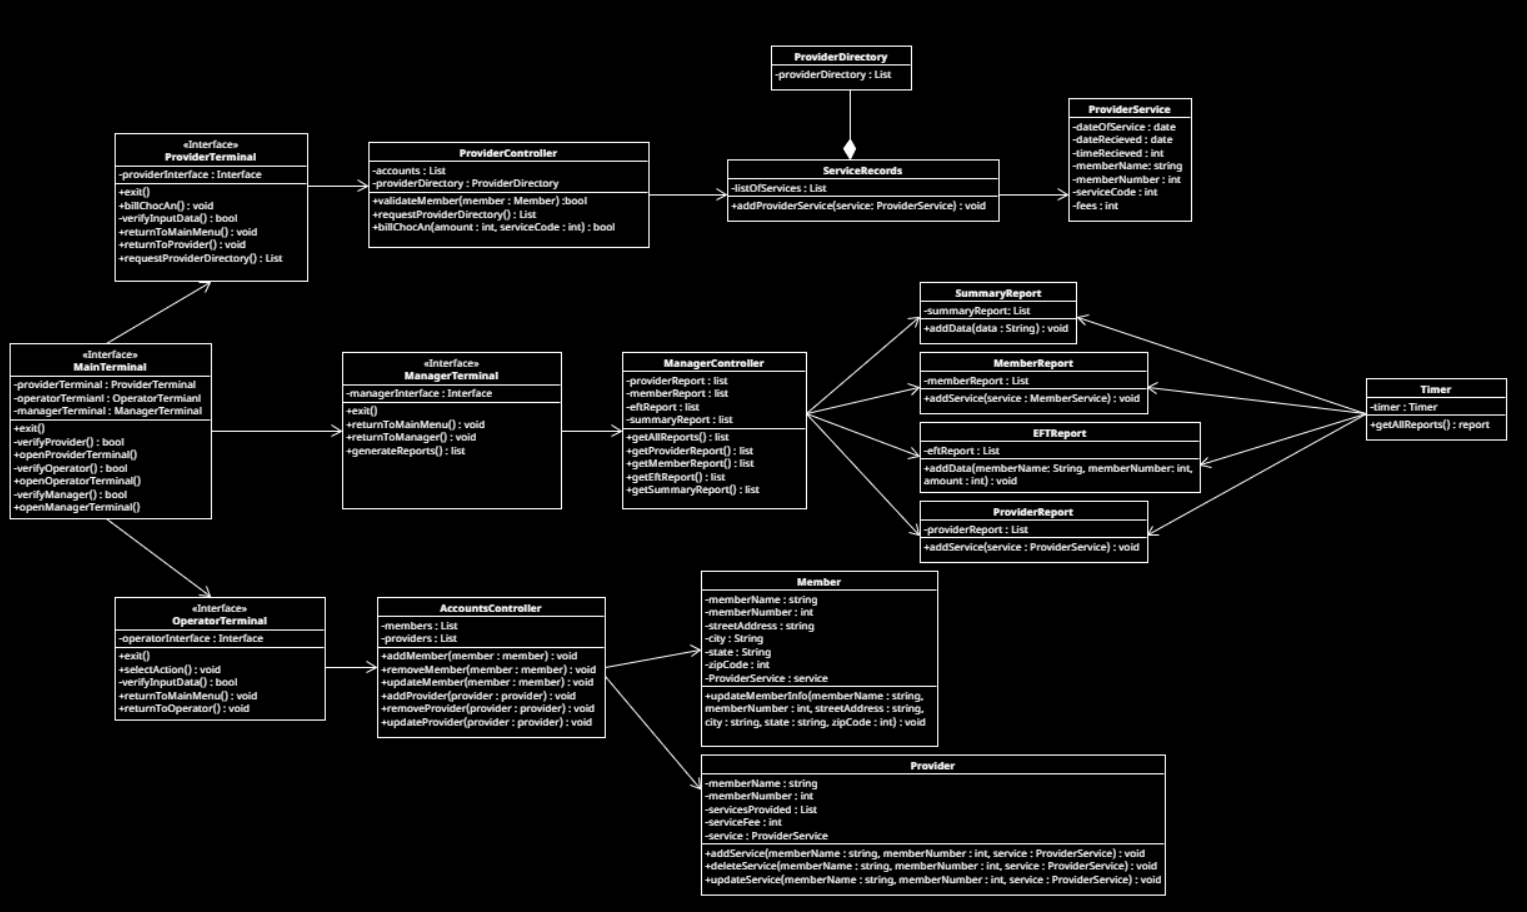 ProviderDirectory
-providerDirectory : List
ProviderService
-dateOfService : date
-dateRecieved : date
-timeRecieved : int
-memberName: string
-memberNumber : int
-serviceCode : int
-fees : int
«Interface»
ProviderTerminal
-providerInterface : Interface
+exit()
+billChocAn() : void
-verifyInputData() : bool
+returnToMainMenu() : void
+returnToProvider() : void
+requestProviderDirectory() : List
ProviderController
-accounts : List
-providerDirectory : ProviderDirectory
+validateMember(member : Member) :bool
+requestProviderDirectory() : List
+billChocAn(amount : int, serviceCode : int) : bool
ServiceRecords
-listOfServices : List
+addProviderService(service: ProviderService) : void
«Interface»
MainTerminal
-providerTerminal : ProviderTerminal
-operatorTermianl : OperatorTermianl
-managerTerminal : ManagerTerminal
+exit()
-verifyProvider() : bool
+openProviderTerminal()
-verifyOperator() : bool
+openOperatorTerminal()
-verifyManager() : bool
+openManagerTerminal()
«Interface»
ManagerTerminal
-managerInterface : Interface
+exit()
+returnToMainMenu() : void
+returnToManager() : void
+generateReports() : list
ManagerController
-providerReport : list
-memberReport : list
-eftReport : list
-summaryReport : list
+getAllReports() : list
+getProviderReport() : list
+getMemberReport() : list
+getEftReport() : list
+getSummaryReport() : list
SummaryReport
-summaryReport: List
+addData(data : String) : void
MemberReport
-memberReport : List
+addService(service : MemberService) : void
EFTReport
-eftReport : List
+addData(memberName: String, memberNumber: int,
amount : int) : void
ProviderReport
-providerReport : List
+addService(service : ProviderService) : void
Timer
-timer : Timer
+getAllReports() : report
«Interface»
OperatorTerminal
-operatorInterface : Interface
+exit()
+selectAction() : void
-verifyInputData() : bool
+returnToMainMenu() : void
+returnToOperator() : void
AccountsController
-members : List
-providers : List
+addMember(member : member) : void
+removeMember(member : member) : void
+updateMember(member : member) : void
+addProvider(provider : provider) : void
+removeProvider(provider : provider) : void
+updateProvider(provider : provider) : void
Member
-memberName : string
-memberNumber : int
-streetAddress : string
-city : String
-state : String
-zipCode : int
-ProviderService : service
+updateMemberInfo(memberName : string,
memberNumber : int, streetAddress : string,
city : string, state : string, zipCode : int) : void
Provider
-memberName : string
-memberNumber : int
-servicesProvided : List
-serviceFee : int
-service : ProviderService
+addService(memberName : string, memberNumber : int, service : ProviderService) : void
+deleteService(memberName : string, memberNumber : int, service : ProviderService) : void
+updateService(memberName : string, memberNumber : int, service : ProviderService) : void